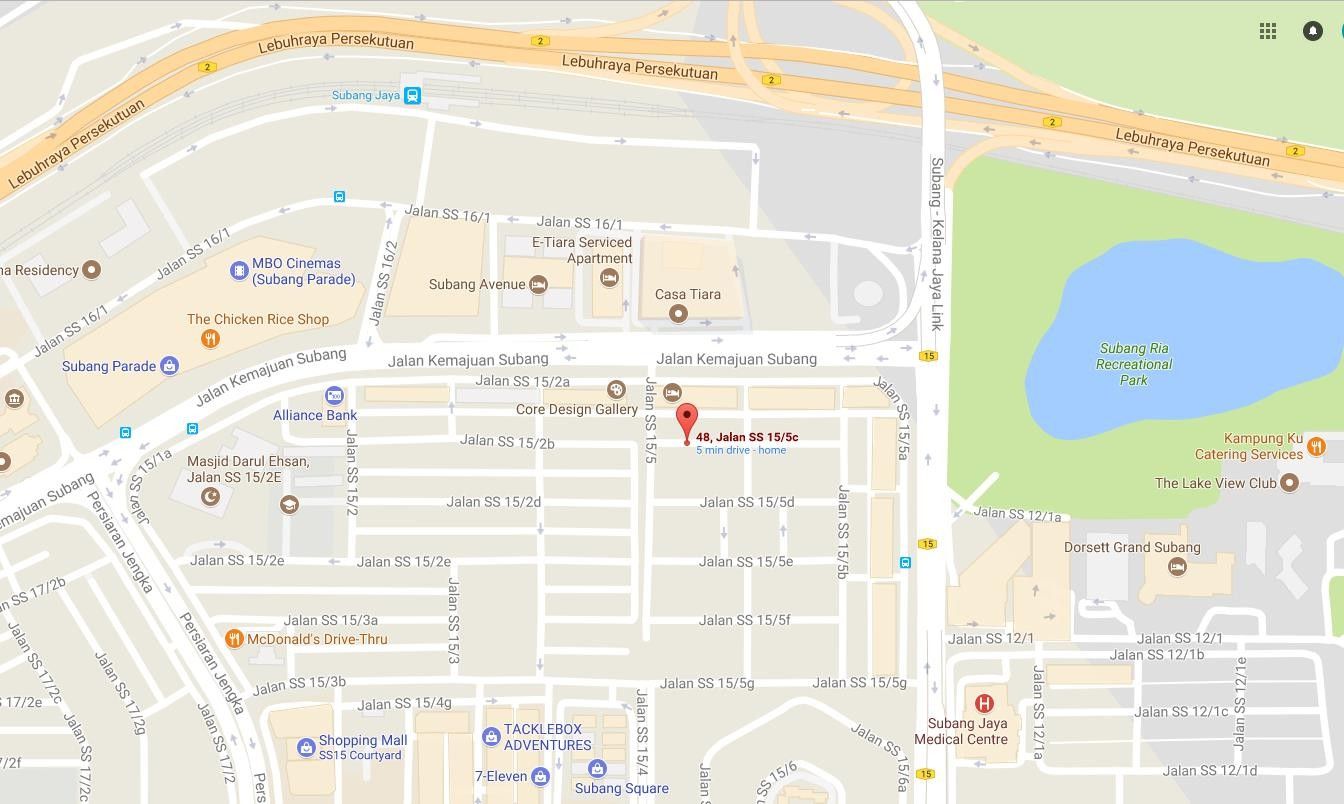 Lebuhraya Persekutuan
2
Lebuhraya Persekutuan
2
2
Lebuhraya Persekutuan
2
2
Lebuhraya Persekutuan
Lebuhraya Persekutuan
2
Subang Jaya
Subang - Kelana Jaya Link
Jalan SS 16/1
Jalan SS 16/1
Jalan SS 16/1
Jalan SS 16/1
Jalan SS 16/2
na Residency
MBO Cinemas
(Subang Parade)
E-Tiara Serviced
Apartment
Subang Avenue
Casa Tiara
The Chicken Rice Shop
Subang Parade
Jalan Kemajuan Subang
Jalan Kemajuan Subang
Jalan Kemajuan Subang
15
Subang Ria
Recreational
Park
Jalan SS 15/2a
Alliance Bank
Core Design Gallery
Jalan SS 15/5
48, Jalan SS 15/5c
5 min drive - home
Jalan SS 15/5a
Jalan SS 15/2b
Kampung Ku
Catering Services
The Lake View Club
Jalan SS 15/1a
Masjid Darul Ehsan,
Jalan SS 15/2E
Jalan SS 15/2
emajuan Subang
Persiaran Jengka
Jalan SS 15/2d
Jalan SS 15/5d
Jalan SS 15/5b
Jalan SS 12/1a
15
Dorsett Grand Subang
Jalan SS 15/2e
Jalan SS 15/2e
Jalan SS 15/5e
an SS 17/2b
Jalan SS 15/3
Jalan SS 15/3a
Jalan SS 15/5f
McDonald's Drive-Thru
Persiaran Jengka
Jalan SS 12/1
Jalan SS 12/1
Jalan SS 12/1b
Jalan SS 17/2c
Jalan SS 17/2g
Jalan SS 15/3b
Jalan SS 15/5g
Jalan SS 15/5g
Jalan SS 12/1a
Jalan SS 12/1e
S 17/2e
Jalan SS 17/2
Jalan SS 15/4g
Jalan SS 15/4
Subang Jaya
Medical Centre
Jalan SS 12/1c
Jalan SS 17/2c
Shopping Mall
SS15 Courtyard
TACKLEBOX
ADVENTURES
Jalan SS 15/6a
7/2f
7-Eleven
Subang Square
Jalan SS
15/6
15
Jalan SS 12/1d
Pers